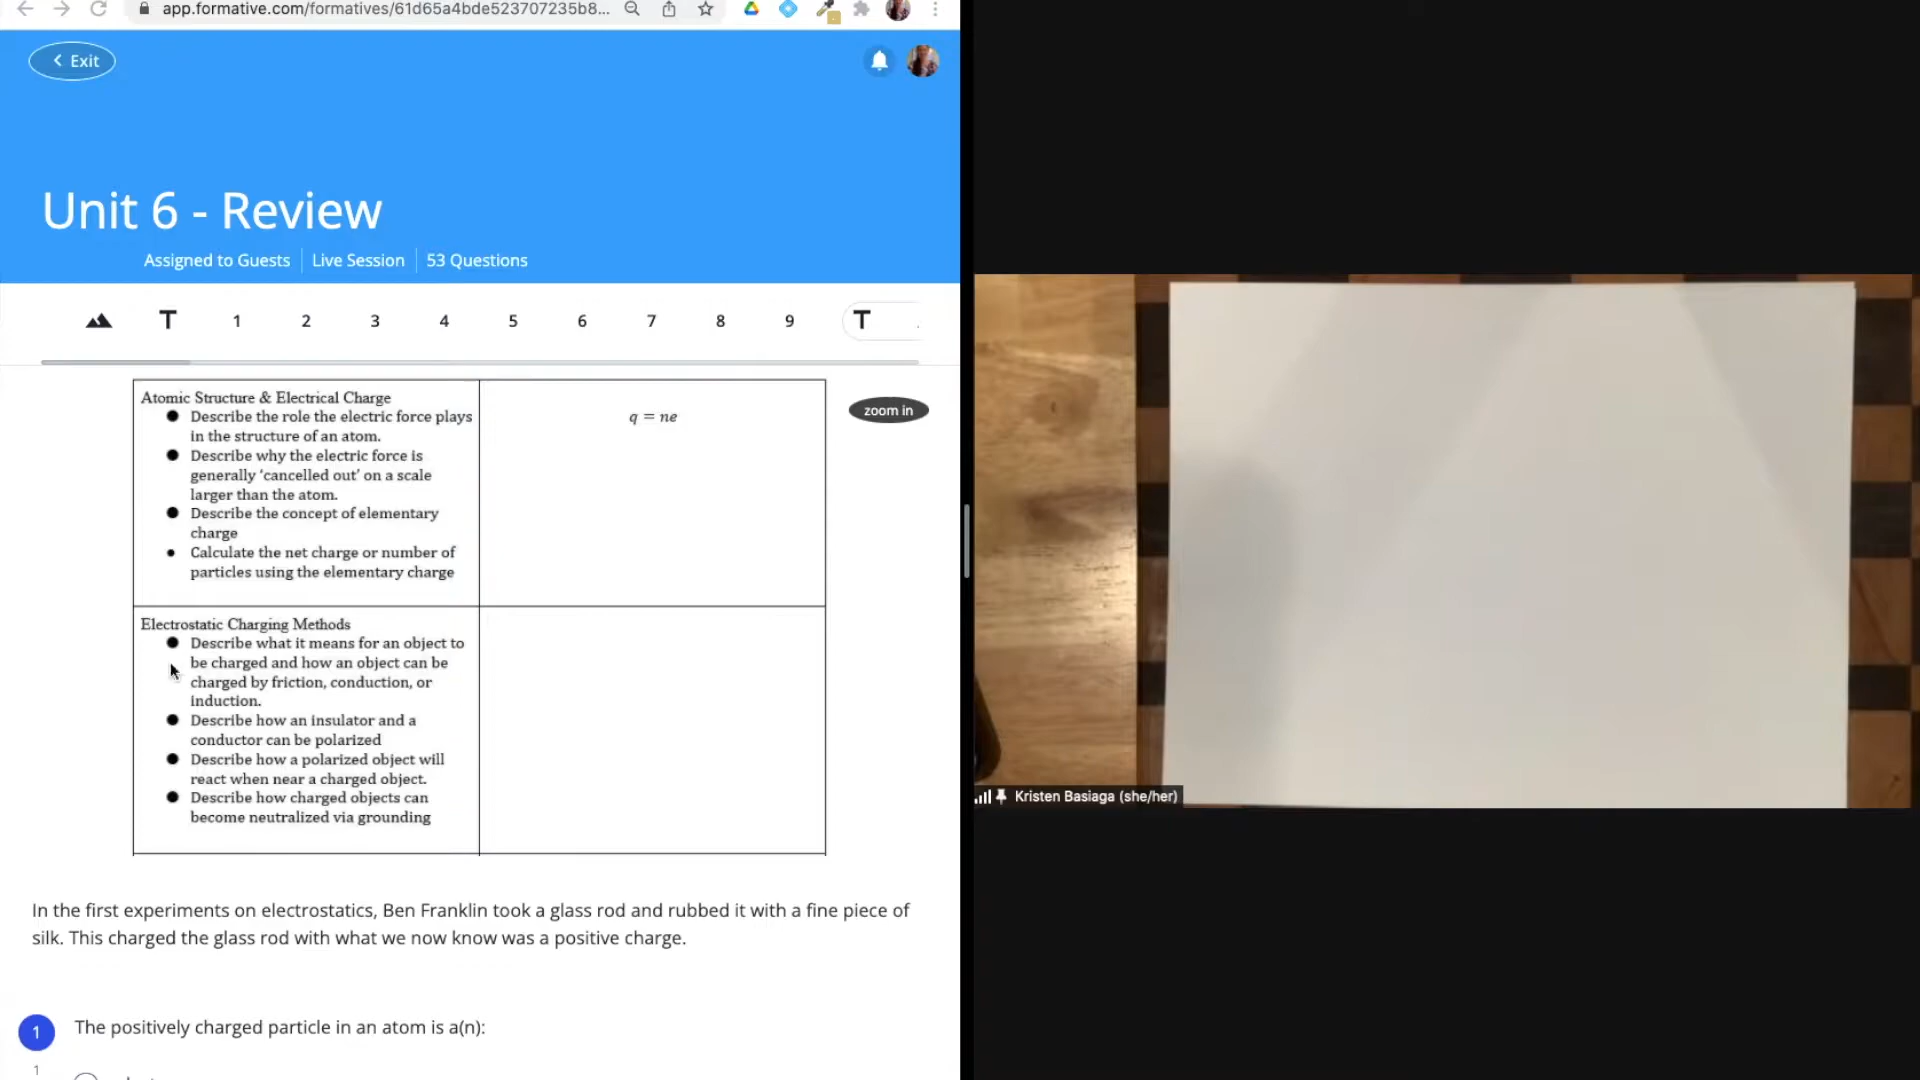 app.formative.com/formatives/61d65a4bde523707235b8...
Exit
Unit 6 - Review
Assigned to Guests | Live Session | 53 Questions
T 1 2 3 4 5 6 7 8 9 T
Atomic Structure & Electrical Charge
● Describe the role the electric force plays
in the structure of an atom.
● Describe why the electric force is
generally ‘cancelled out’ on a scale
larger than the atom.
● Describe the concept of elementary
charge
● Calculate the net charge or number of
particles using the elementary charge
q = ne
zoom in
Electrostatic Charging Methods
● Describe what it means for an object to
be charged and how an object can be
charged by friction, conduction, or
induction.
● Describe how an insulator and a
conductor can be polarized
● Describe how a polarized object will
react when near a charged object.
● Describe how charged objects can
become neutralized via grounding
In the first experiments on electrostatics, Ben Franklin took a glass rod and rubbed it with a fine piece of
silk. This charged the glass rod with what we now know was a positive charge.
1 The positively charged particle in an atom is a(n):
1
Kristen Basiaga (she/her)